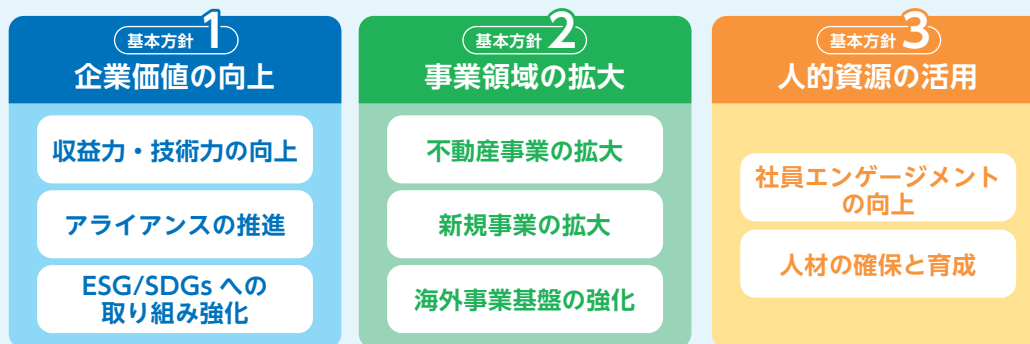 基本方針 1
企業価値の向上
収益力・技術力の向上
アライアンスの推進
ESG/SDGs への
取り組み強化
基本方針 2
事業領域の拡大
不動産事業の拡大
新規事業の拡大
海外事業基盤の強化
基本方針 3
人的資源の活用
社員エンゲージメント
の向上
人材の確保と育成